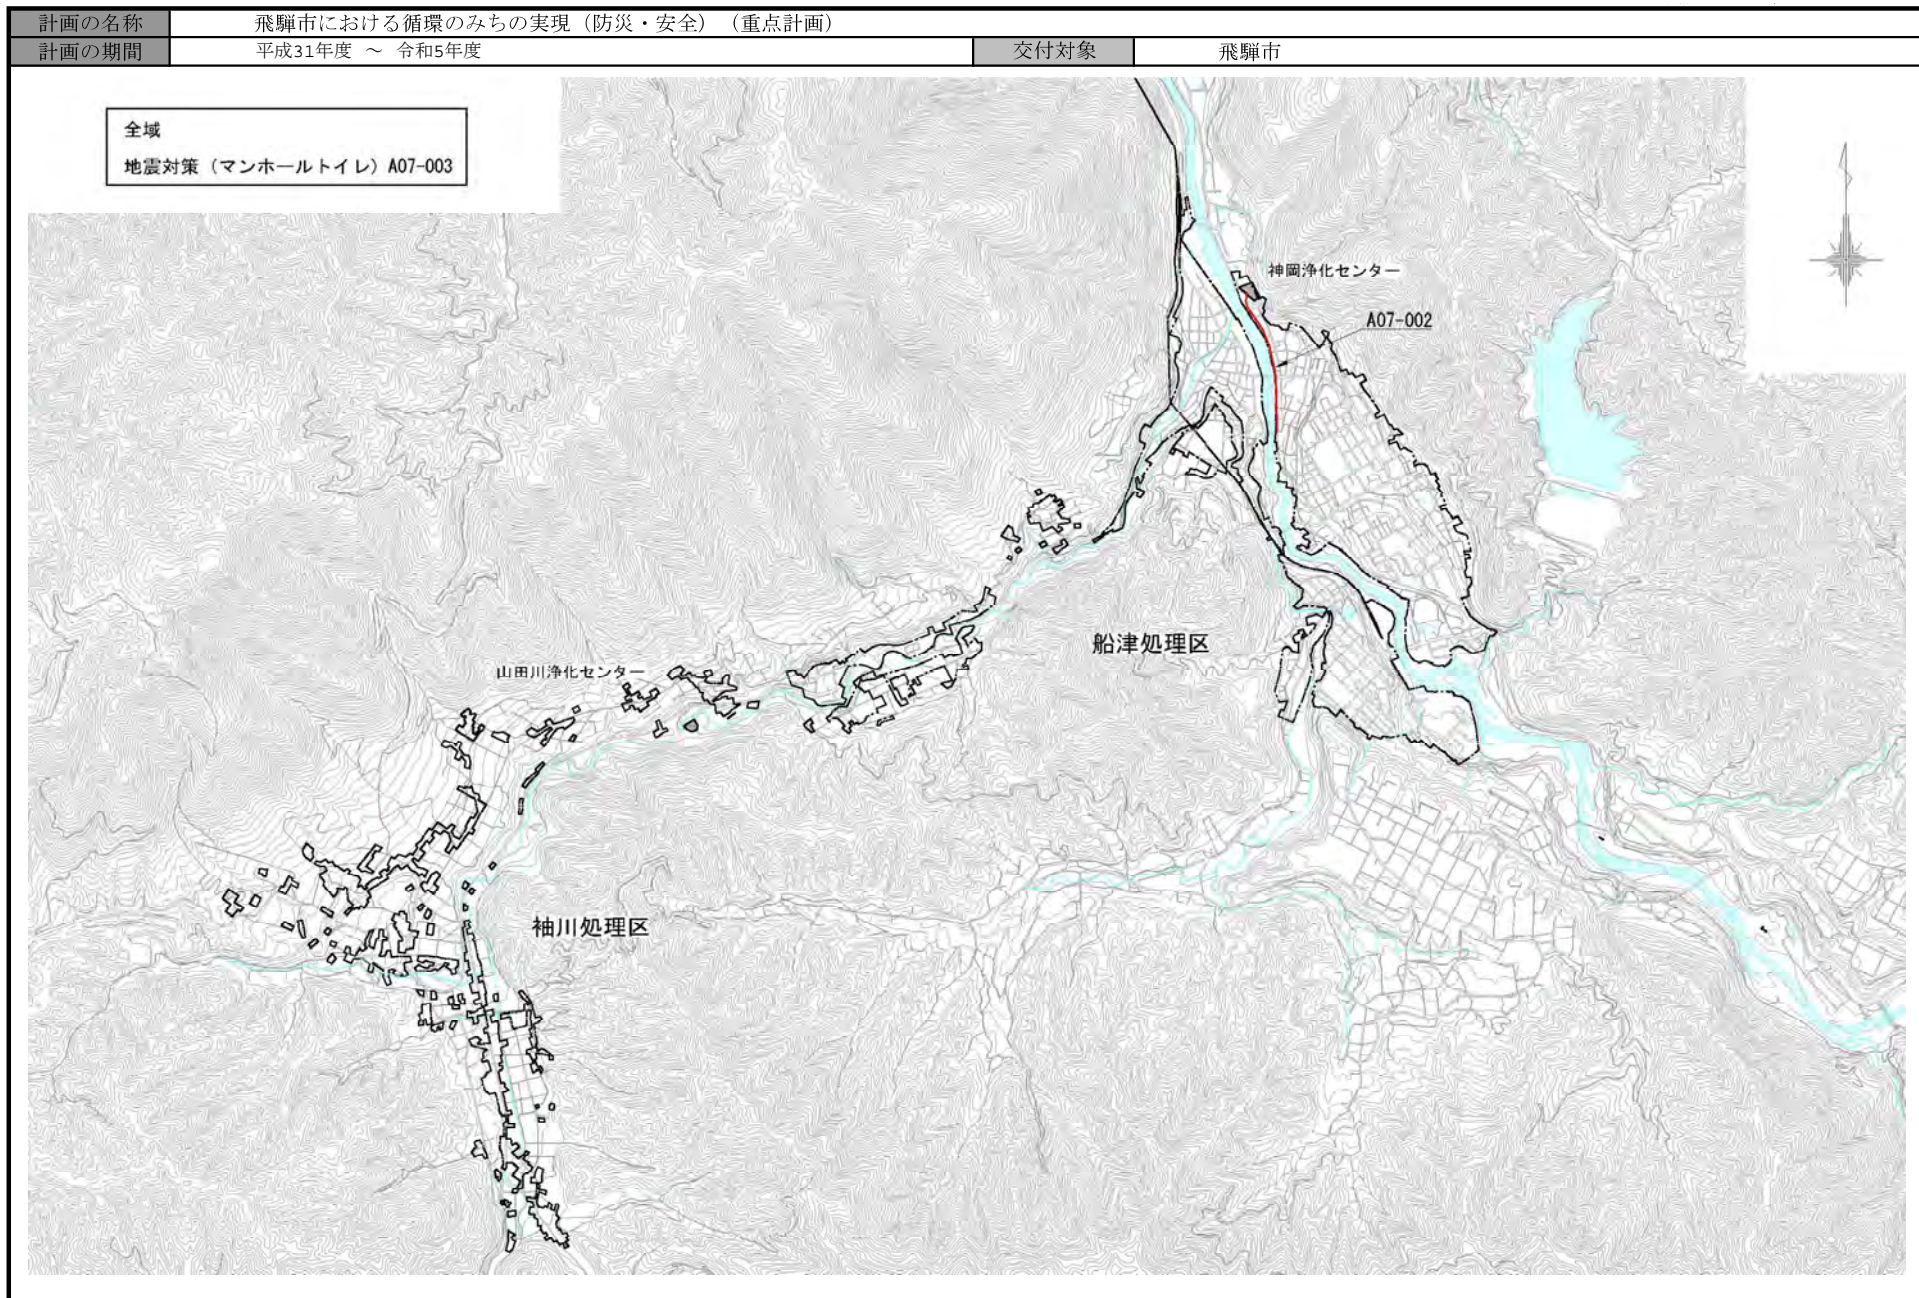 計画の名称 飛騨市における循環のみちの実現（防災・安全）（重点計画）
計画の期間 平成31年度 ～ 令和5年度 交付対象 飛騨市
全域
地震対策（マンホールトイレ）A07-003
神岡浄化センター
A07-002
船津処理区
山田川浄化センター
袖川処理区